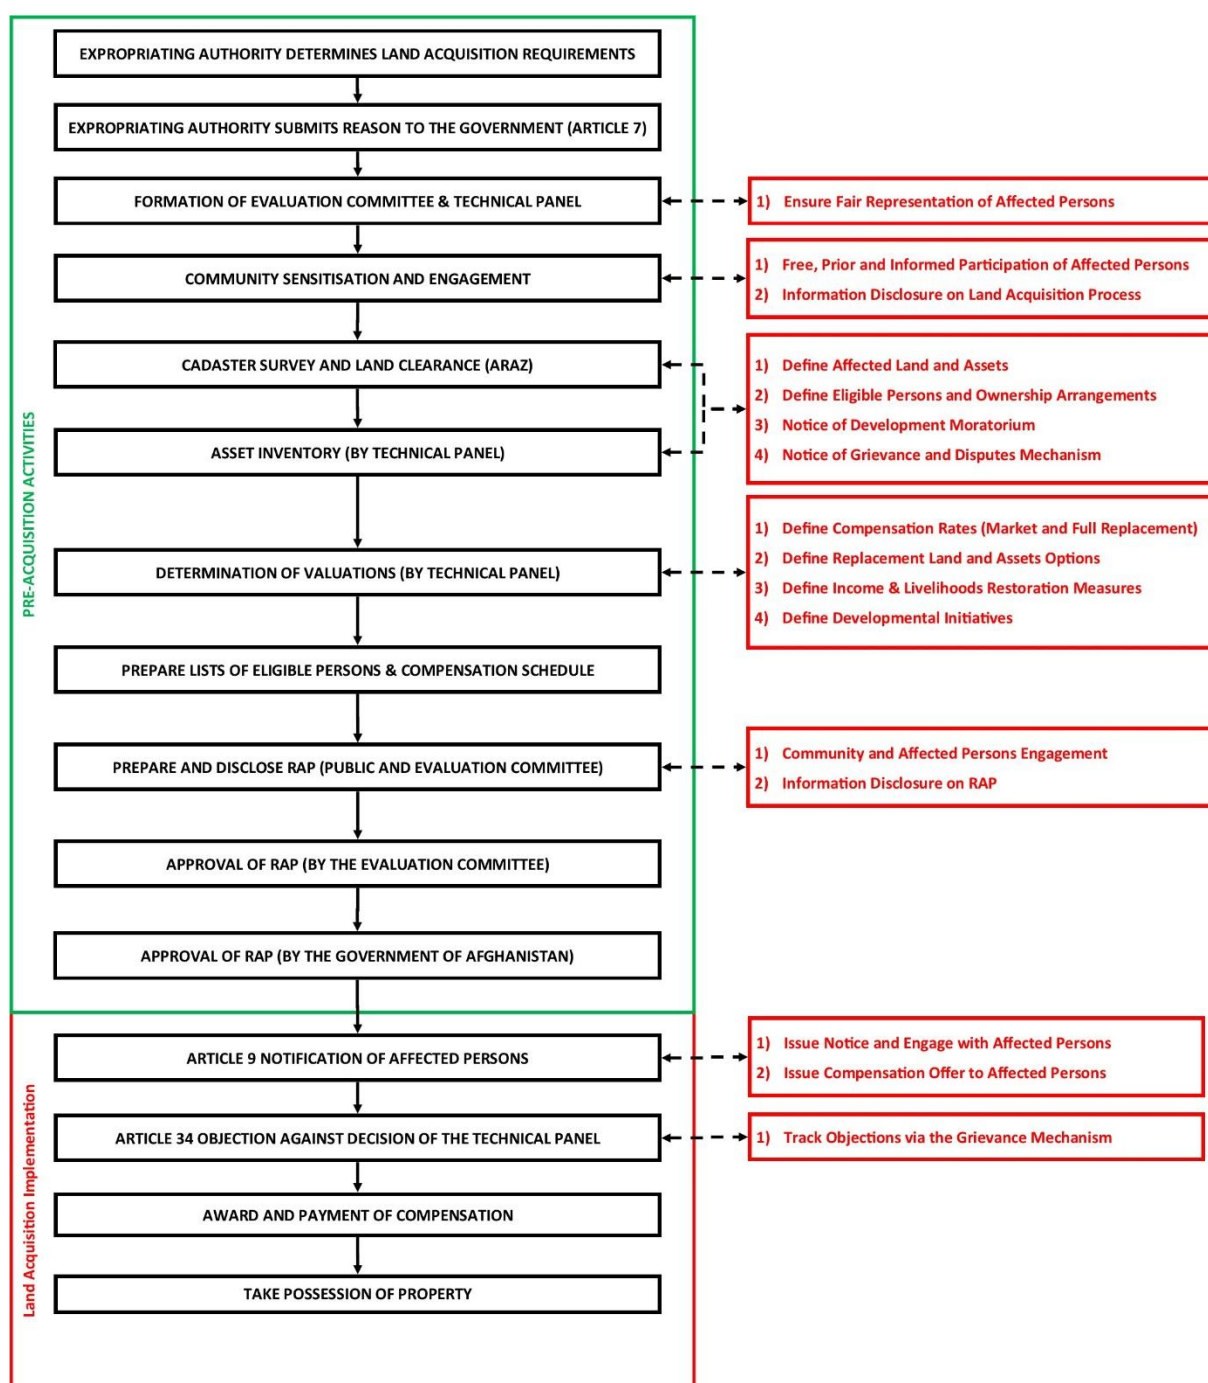 PRE-ACQUISITION ACTIVITIES
EXPROPRIATING AUTHORITY DETERMINES LAND ACQUISITION REQUIREMENTS
EXPROPRIATING AUTHORITY SUBMITS REASON TO THE GOVERNMENT (ARTICLE 7)
FORMATION OF EVALUATION COMMITTEE & TECHNICAL PANEL
1) Ensure Fair Representation of Affected Persons
COMMUNITY SENSITISATION AND ENGAGEMENT
1) Free, Prior and Informed Participation of Affected Persons
2) Information Disclosure on Land Acquisition Process
CADASTER SURVEY AND LAND CLEARANCE (ARAZ)
ASSET INVENTORY (BY TECHNICAL PANEL)
1) Define Affected Land and Assets
2) Define Eligible Persons and Ownership Arrangements
3) Notice of Development Moratorium
4) Notice of Grievance and Disputes Mechanism
DETERMINATION OF VALUATIONS (BY TECHNICAL PANEL)
1) Define Compensation Rates (Market and Full Replacement)
2) Define Replacement Land and Assets Options
3) Define Income & Livelihoods Restoration Measures
4) Define Developmental Initiatives
PREPARE LISTS OF ELIGIBLE PERSONS & COMPENSATION SCHEDULE
PREPARE AND DISCLOSE RAP (PUBLIC AND EVALUATION COMMITTEE)
1) Community and Affected Persons Engagement
2) Information Disclosure on RAP
APPROVAL OF RAP (BY THE EVALUATION COMMITTEE)
APPROVAL OF RAP (BY THE GOVERNMENT OF AFGHANISTAN)
Land Acquisition Implementation
ARTICLE 9 NOTIFICATION OF AFFECTED PERSONS
1) Issue Notice and Engage with Affected Persons
2) Issue Compensation Offer to Affected Persons
ARTICLE 34 OBJECTION AGAINST DECISION OF THE TECHNICAL PANEL
1) Track Objections via the Grievance Mechanism
AWARD AND PAYMENT OF COMPENSATION
TAKE POSSESSION OF PROPERTY